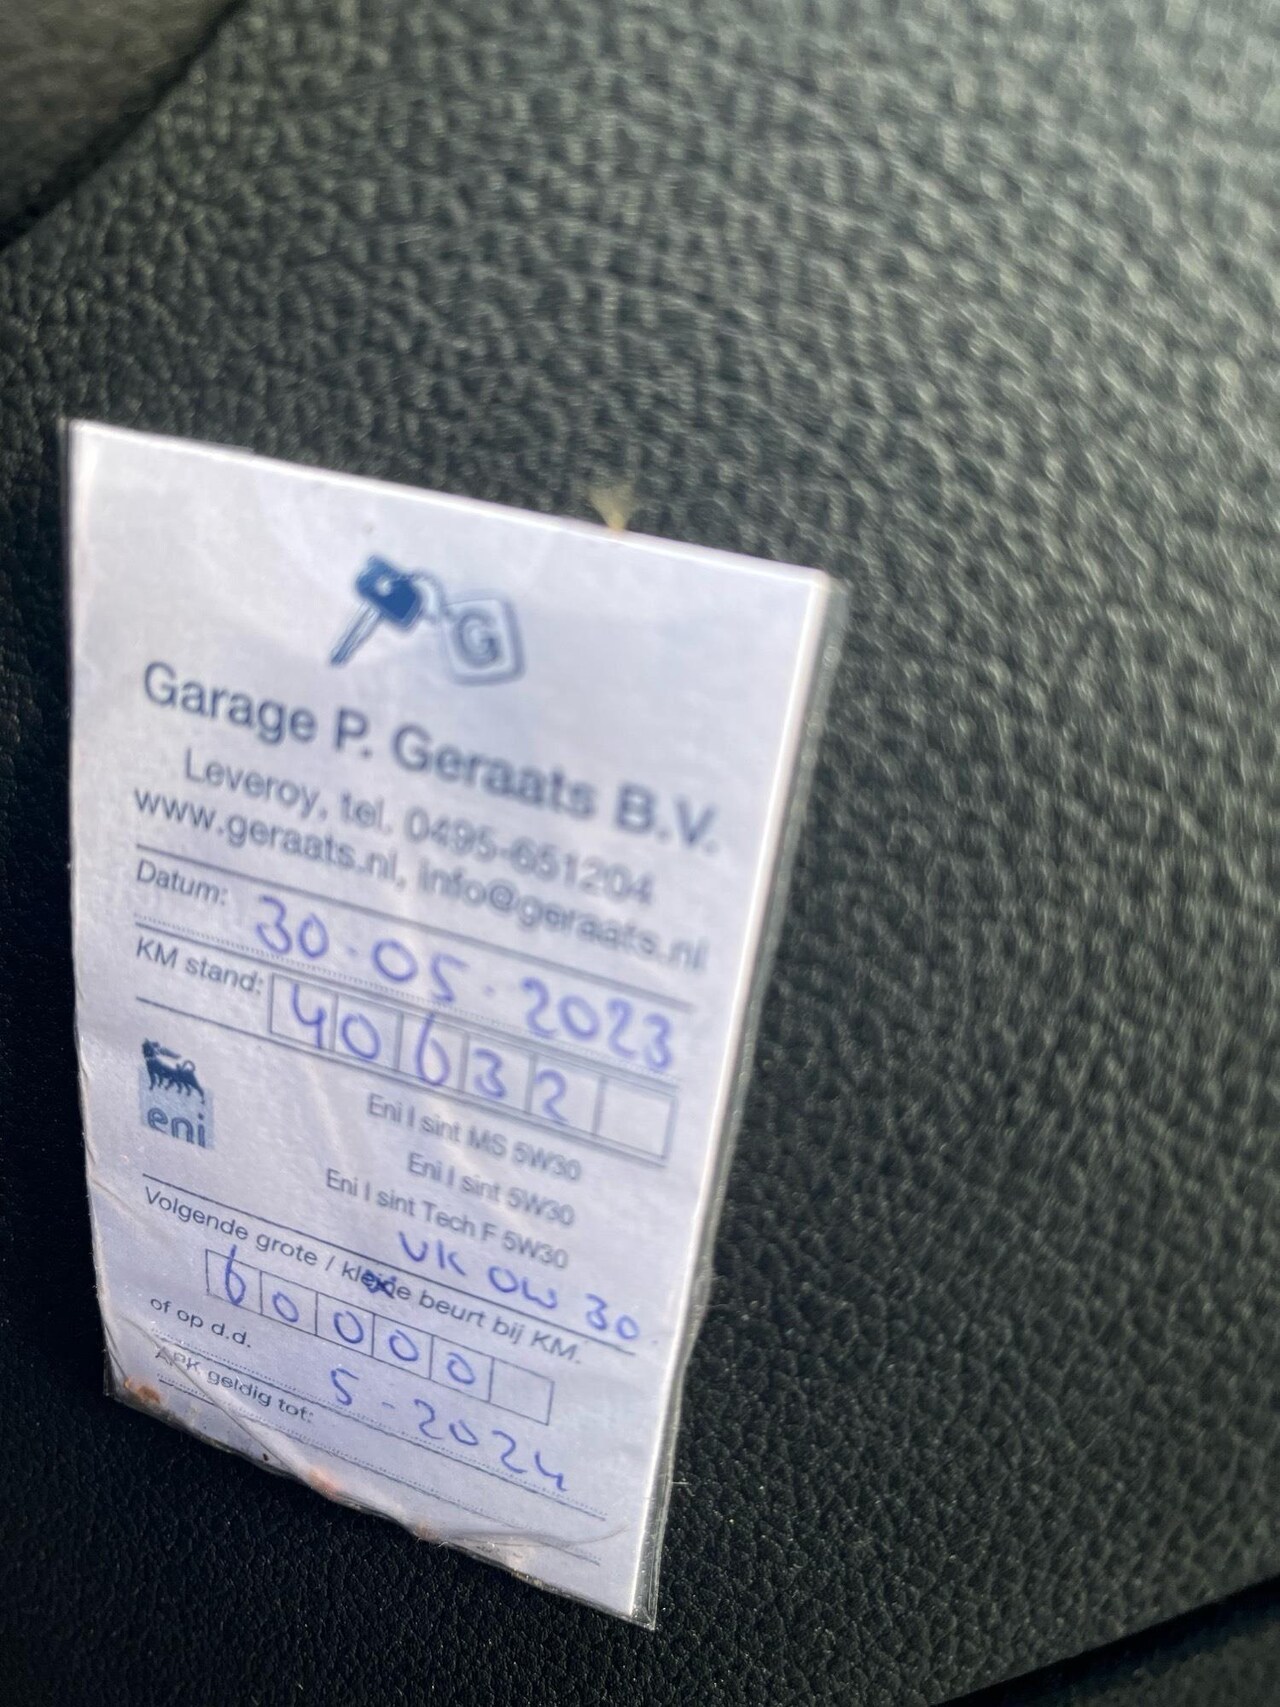 G
Garage P. Geraats B.V.
Leveroy, tel. 0495-651204
www.geraats.nl, info@geraats.nl
Datum: 30-05-2023
KM stand: 40632
eni
Eni I sint MS 5W30
Eni I sint 5W30
Eni I sint Tech F 5W30
VK 0W30
Volgende grote / kleine beurt bij KM.
60000
of op d.d. 5-2024
APK geldig tot: